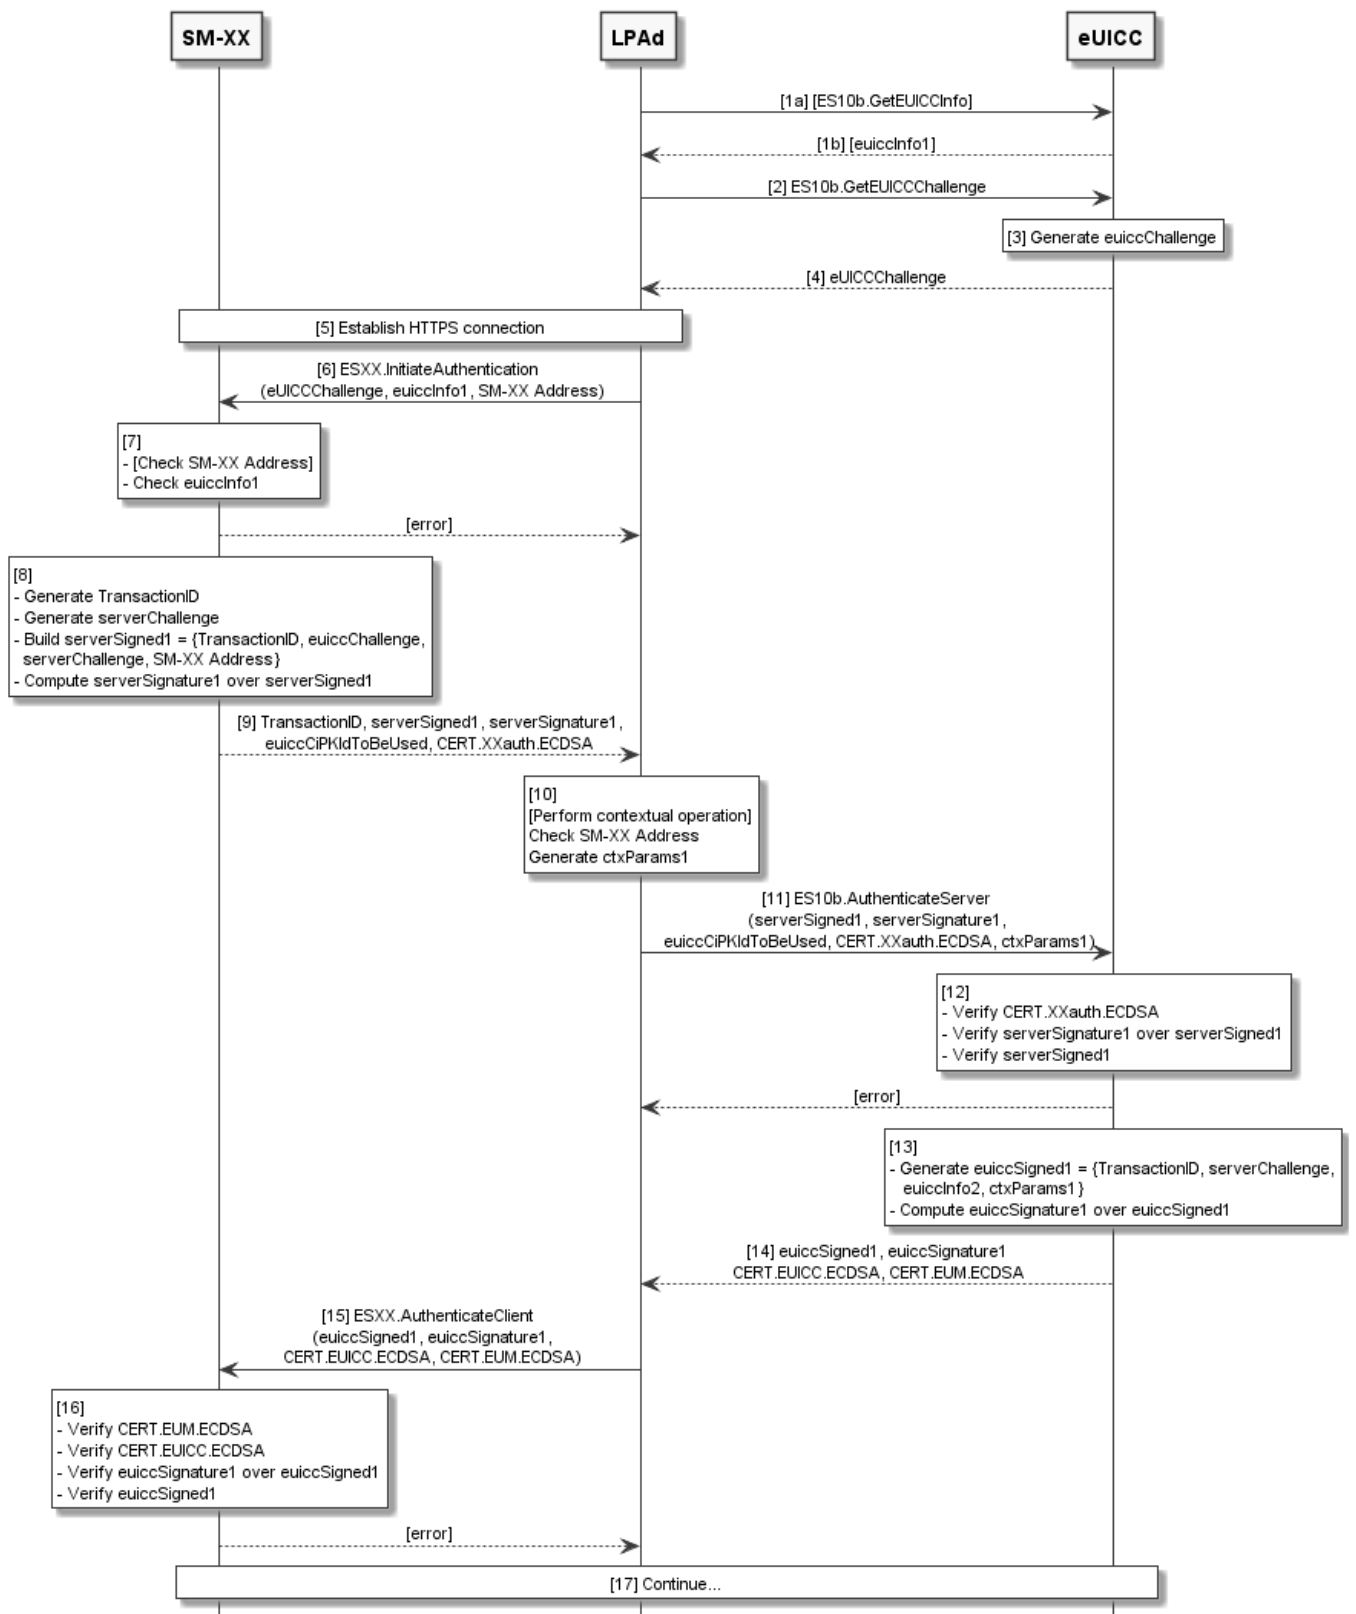 SM-XX
LPAd
eUICC
[1a] [ES10b.GetEUICCInfo]
[1b] [euiccInfo1]
[2] ES10b.GetEUICCChallenge
[3] Generate euiccChallenge
[4] eUICCChallenge
[5] Establish HTTPS connection
[6] ESXX.InitiateAuthentication
(eUICCChallenge, euiccInfo1, SM-XX Address)
[7]
- [Check SM-XX Address]
- Check euiccInfo1
[error]
[8]
- Generate TransactionID
- Generate serverChallenge
- Build serverSigned1 = {TransactionID, euiccChallenge,
serverChallenge, SM-XX Address}
- Compute serverSignature1 over serverSigned1
[9] TransactionID, serverSigned1, serverSignature1,
euiccCiPKIdToBeUsed, CERT.XXauth.ECDSA
[10]
[Perform contextual operation]
Check SM-XX Address
Generate ctxParams1
[11] ES10b.AuthenticateServer
(serverSigned1, serverSignature1,
euiccCiPKIdToBeUsed, CERT.XXauth.ECDSA, ctxParams1)
[12]
- Verify CERT.XXauth.ECDSA
- Verify serverSignature1 over serverSigned1
- Verify serverSigned1
[error]
[13]
- Generate euiccSigned1 = {TransactionID, serverChallenge,
euiccInfo2, ctxParams1}
- Compute euiccSignature1 over euiccSigned1
[14] euiccSigned1, euiccSignature1
CERT.EUICC.ECDSA, CERT.EUM.ECDSA
[15] ESXX.AuthenticateClient
(euiccSigned1, euiccSignature1,
CERT.EUICC.ECDSA, CERT.EUM.ECDSA)
[16]
- Verify CERT.EUM.ECDSA
- Verify CERT.EUICC.ECDSA
- Verify euiccSignature1 over euiccSigned1
- Verify euiccSigned1
[error]
[17] Continue...